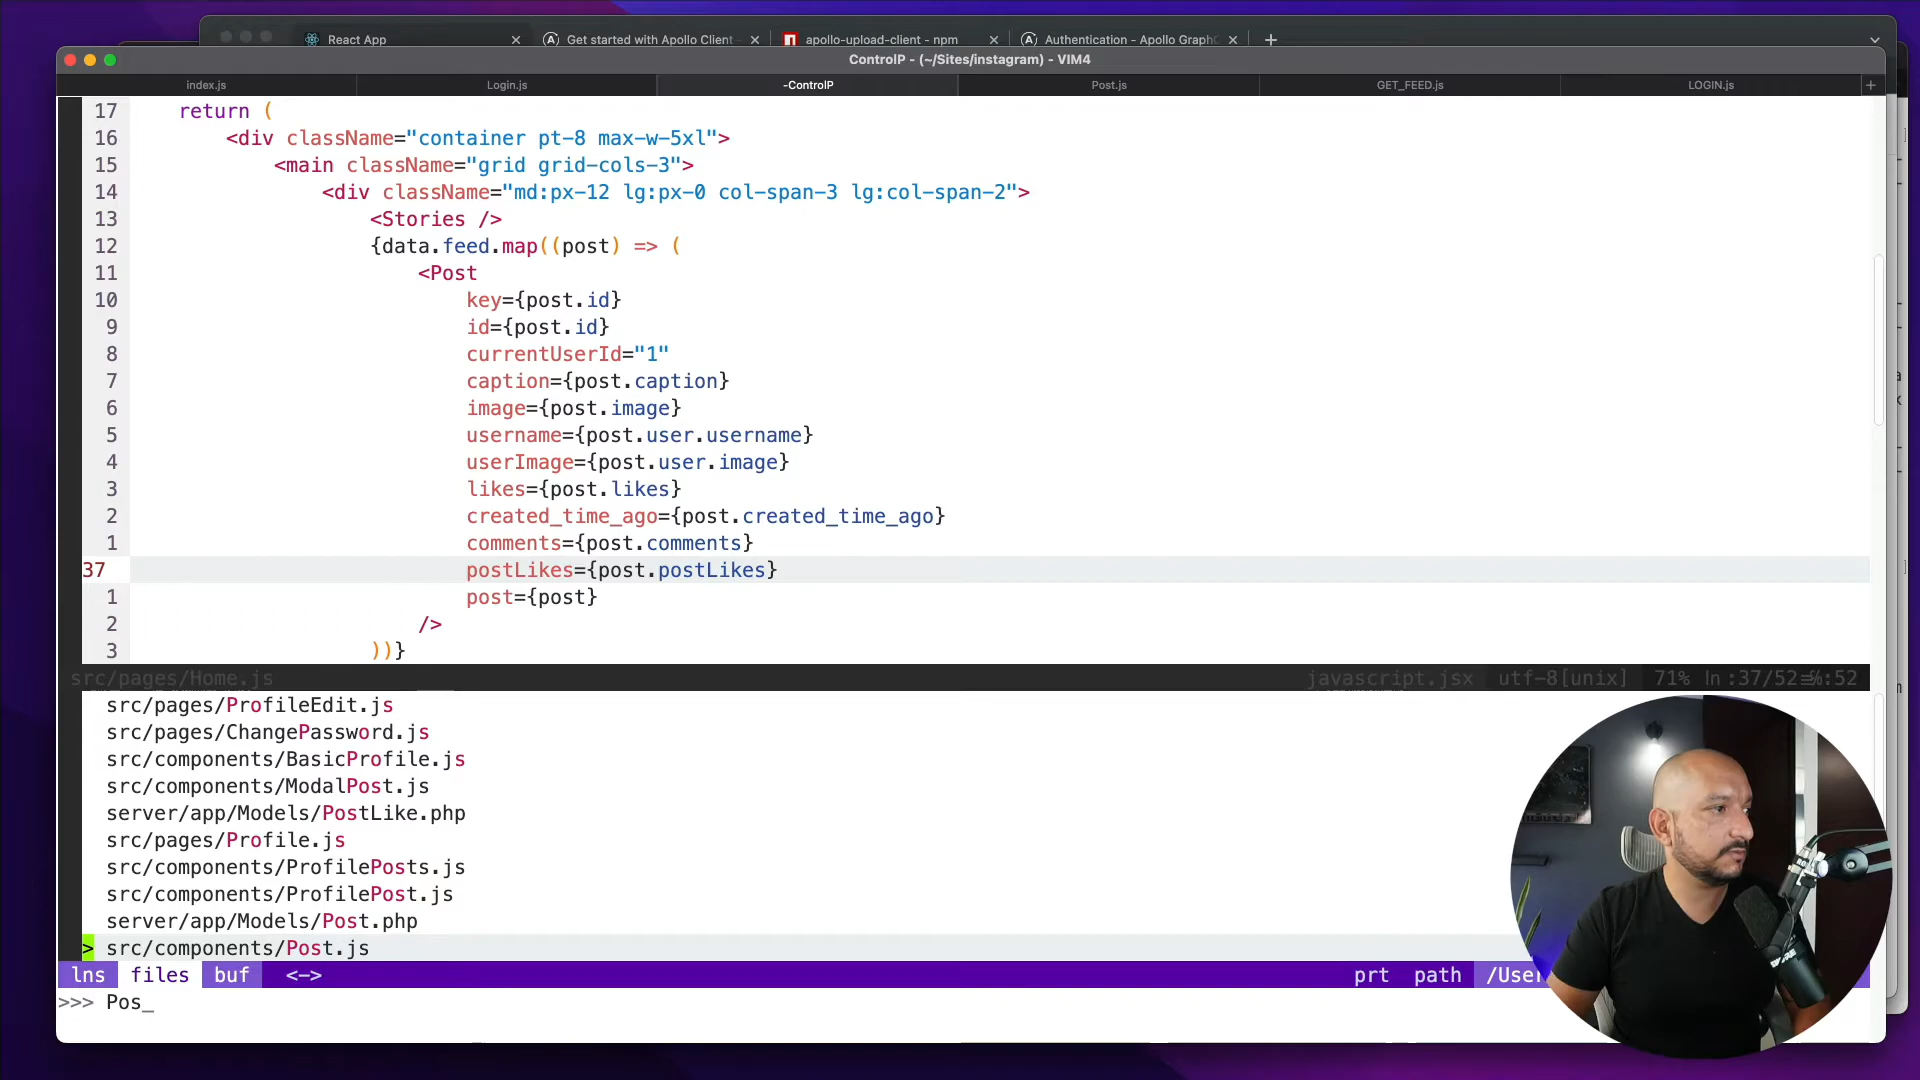 React App
Get started with Apollo Client -
apollo-upload-client - npm
Authentication - Apollo GraphQ
ControlP - (~/Sites/instagram) - VIM4
index.js
Login.js
-ControlP
Post.js
GET_FEED.js
LOGIN.js
17 return (
16 <div className="container pt-8 max-w-5xl">
15 <main className="grid grid-cols-3">
14 <div className="md:px-12 lg:px-0 col-span-3 lg:col-span-2">
13 <Stories />
12 {data.feed.map((post) => (
11 <Post
10 key={post.id}
9 id={post.id}
8 currentUserId="1"
7 caption={post.caption}
6 image={post.image}
5 username={post.user.username}
4 userImage={post.user.image}
3 likes={post.likes}
2 created_time_ago={post.created_time_ago}
1 comments={post.comments}
37 postLikes={post.postLikes}
1 post={post}
2 />
3 ))}
src/pages/Home.js javascript.jsx utf-8[unix] 71% ln :37/52≡℅:52
src/pages/ProfileEdit.js
src/pages/ChangePassword.js
src/components/BasicProfile.js
src/components/ModalPost.js
server/app/Models/PostLike.php
src/pages/Profile.js
src/components/ProfilePosts.js
src/components/ProfilePost.js
server/app/Models/Post.php
> src/components/Post.js
lns files buf <-> prt path /User
>>> Pos_